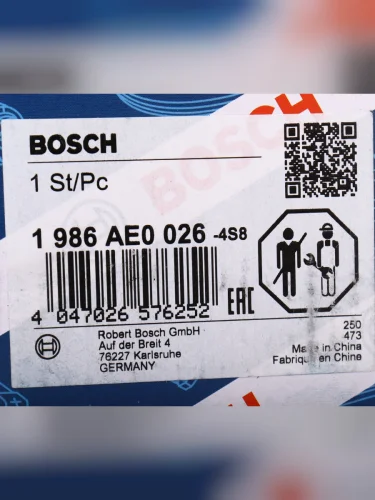 BOSCH
1 St/Pc
1 986 AE0 026 -4S8
4 047026 576252
EAC
Robert Bosch GmbH
Auf der Breit 4
76227 Karlsruhe
GERMANY
250
473
Made in China
Fabriqué en Chine